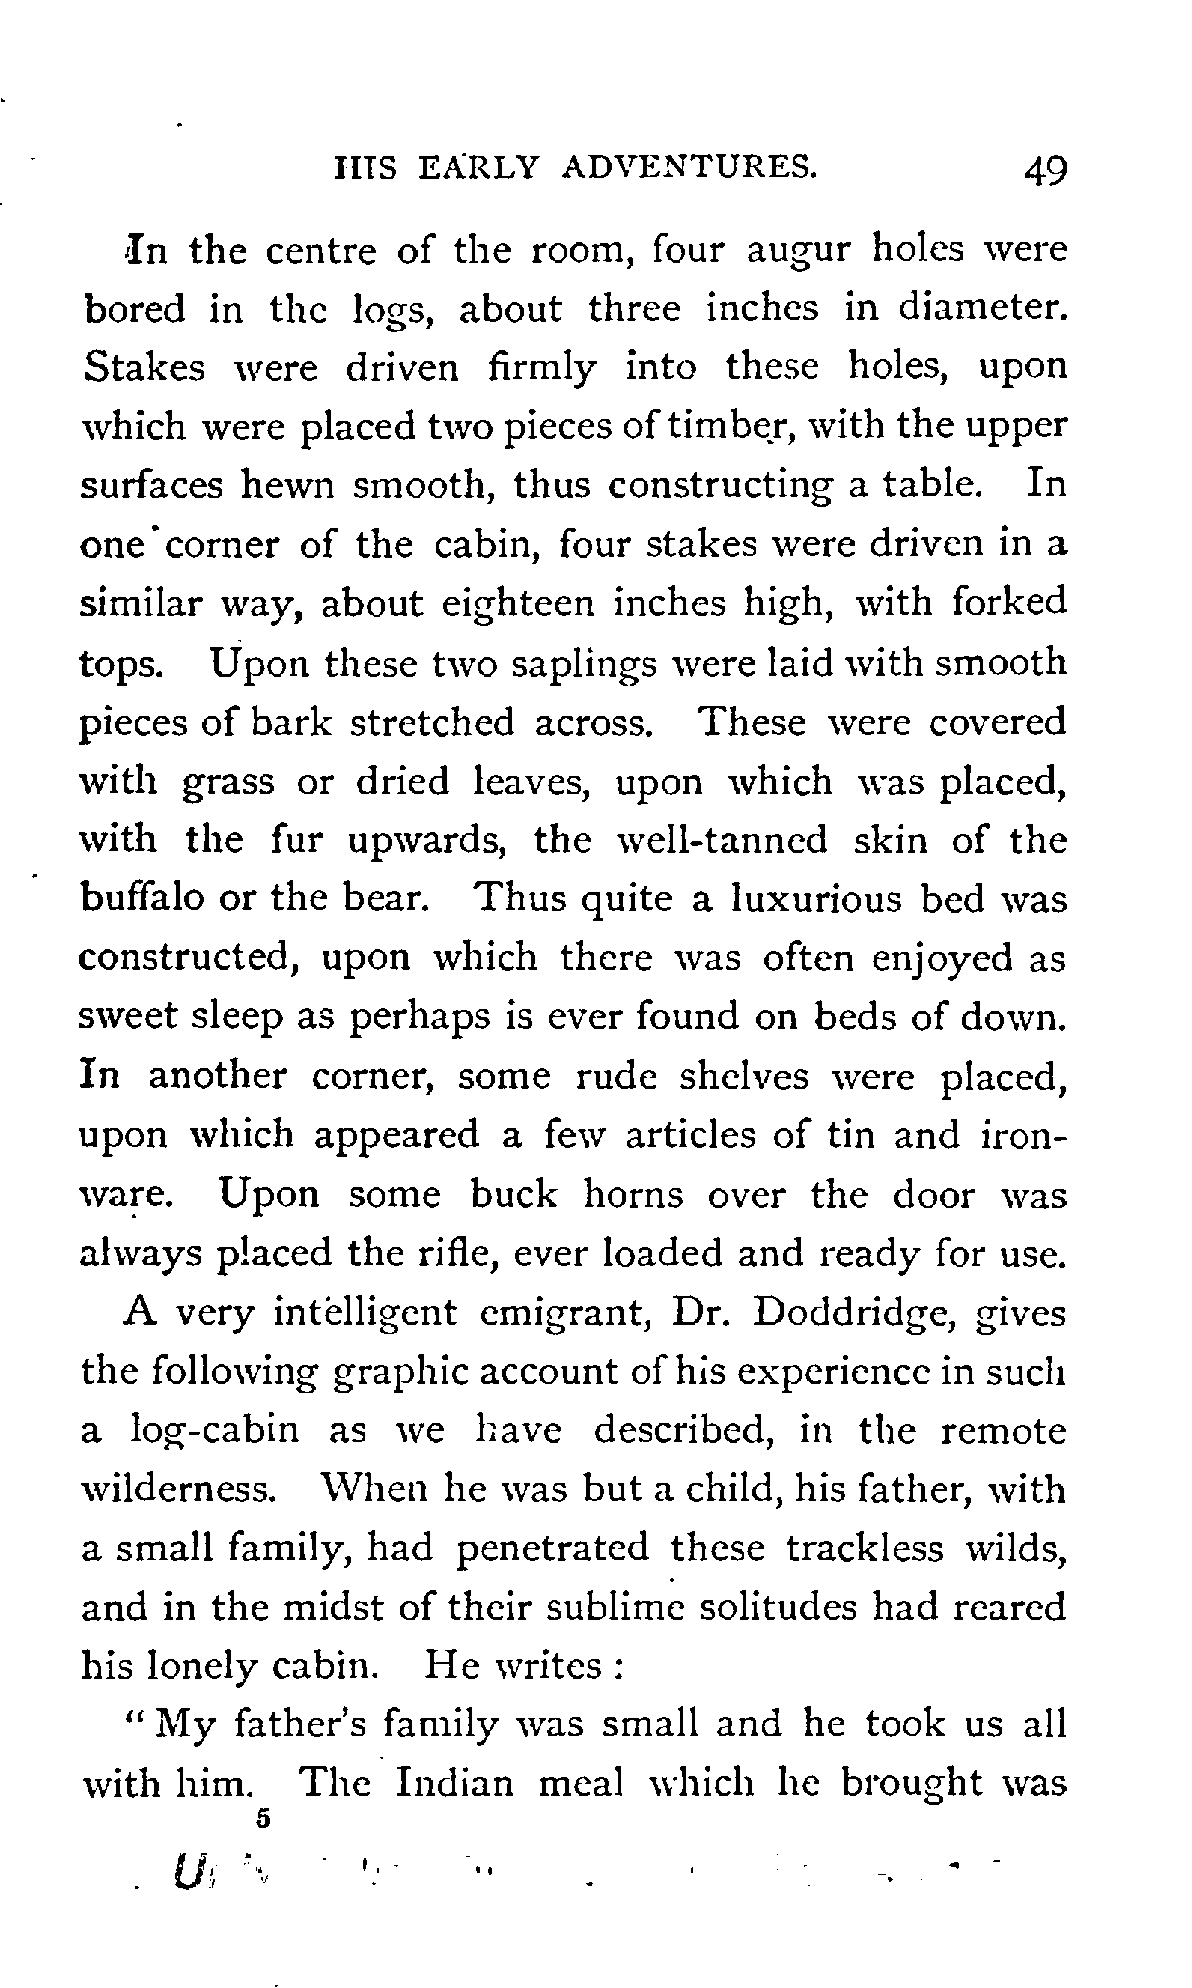 HIS EARLY ADVENTURES. 49
In the centre of the room, four augur holes were
bored in the logs, about three inches in diameter.
Stakes were driven firmly into these holes, upon
which were placed two pieces of timber, with the upper
surfaces hewn smooth, thus constructing a table. In
one corner of the cabin, four stakes were driven in a
similar way, about eighteen inches high, with forked
tops. Upon these two saplings were laid with smooth
pieces of bark stretched across. These were covered
with grass or dried leaves, upon which was placed,
with the fur upwards, the well-tanned skin of the
buffalo or the bear. Thus quite a luxurious bed was
constructed, upon which there was often enjoyed as
sweet sleep as perhaps is ever found on beds of down.
In another corner, some rude shelves were placed,
upon which appeared a few articles of tin and iron-
ware. Upon some buck horns over the door was
always placed the rifle, ever loaded and ready for use.
A very intelligent emigrant, Dr. Doddridge, gives
the following graphic account of his experience in such
a log-cabin as we have described, in the remote
wilderness. When he was but a child, his father, with
a small family, had penetrated these trackless wilds,
and in the midst of their sublime solitudes had reared
his lonely cabin. He writes :
“ My father’s family was small and he took us all
with him. The Indian meal which he brought was
5